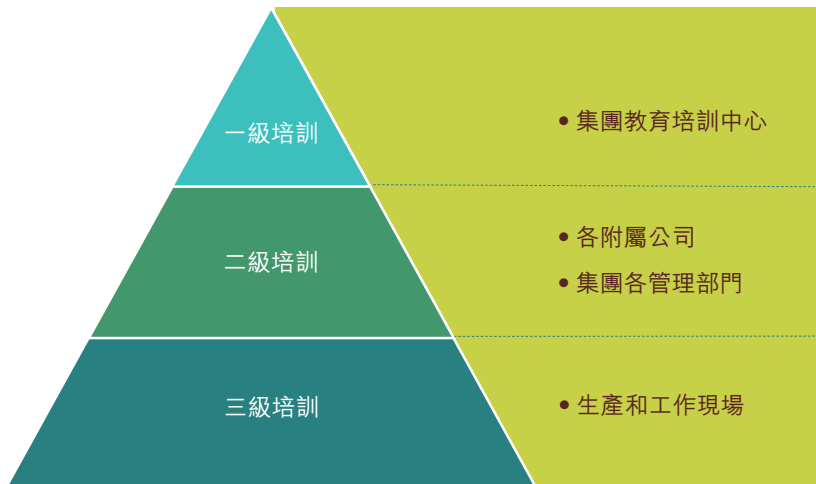 一級培訓
• 集團教育培訓中心
二級培訓
• 各附屬公司
• 集團各管理部門
三級培訓
• 生產和工作現場